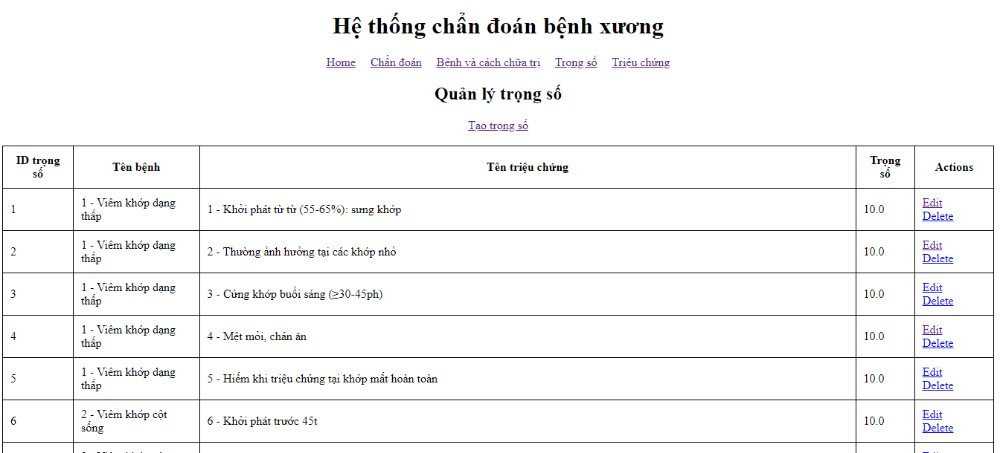 Hệ thống chẩn đoán bệnh xương
Home Chẩn đoán Bệnh và cách chữa trị Trọng số Triệu chứng
Quản lý trọng số
Tạo trọng số
ID trọng số Tên bệnh Tên triệu chứng Trọng số Actions
1 1 - Viêm khớp dạng thấp 1 - Khởi phát từ từ (55-65%): sưng khớp 10.0 Edit Delete
2 1 - Viêm khớp dạng thấp 2 - Thường ảnh hưởng tại các khớp nhỏ 10.0 Edit Delete
3 1 - Viêm khớp dạng thấp 3 - Cứng khớp buổi sáng (≥30-45ph) 10.0 Edit Delete
4 1 - Viêm khớp dạng thấp 4 - Mệt mỏi, chán ăn 10.0 Edit Delete
5 1 - Viêm khớp dạng thấp 5 - Hiếm khi triệu chứng tại khớp mất hoàn toàn 10.0 Edit Delete
6 2 - Viêm khớp cột sống 6 - Khởi phát trước 45t 10.0 Edit Delete